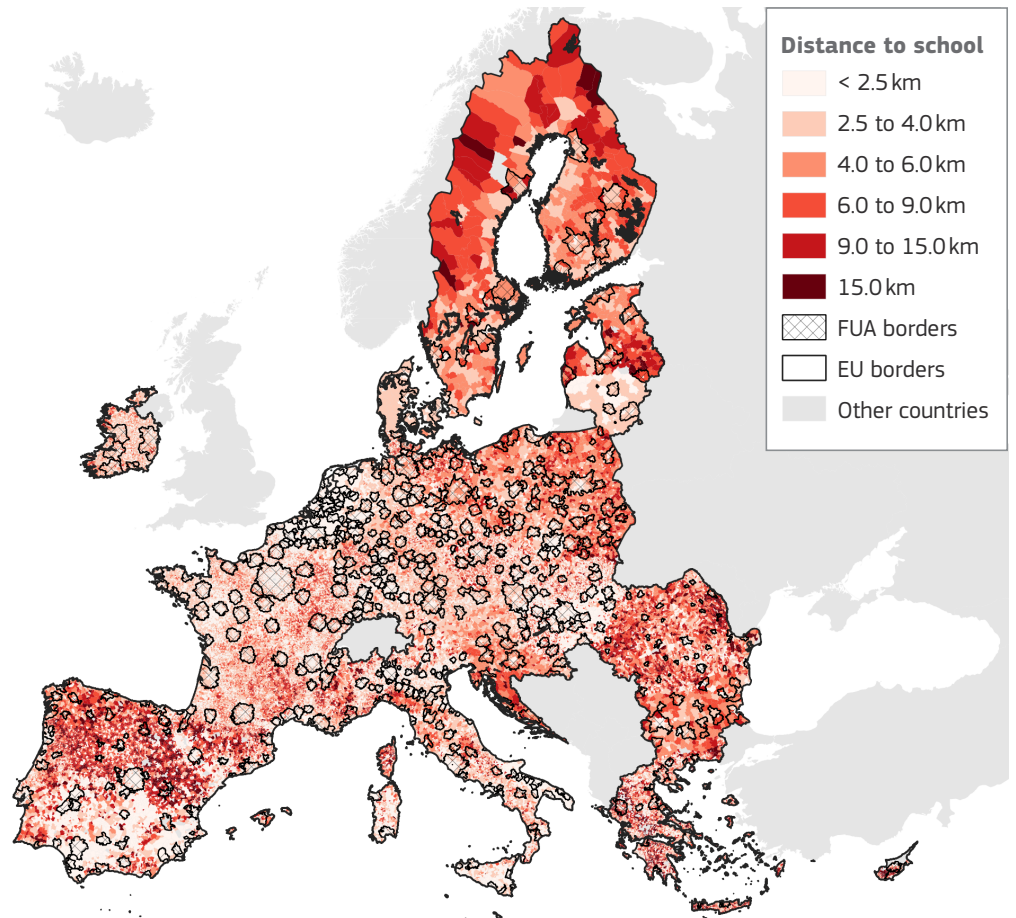 Distance to school
< 2.5 km
2.5 to 4.0 km
4.0 to 6.0 km
6.0 to 9.0 km
9.0 to 15.0 km
15.0 km
FUA borders
EU borders
Other countries